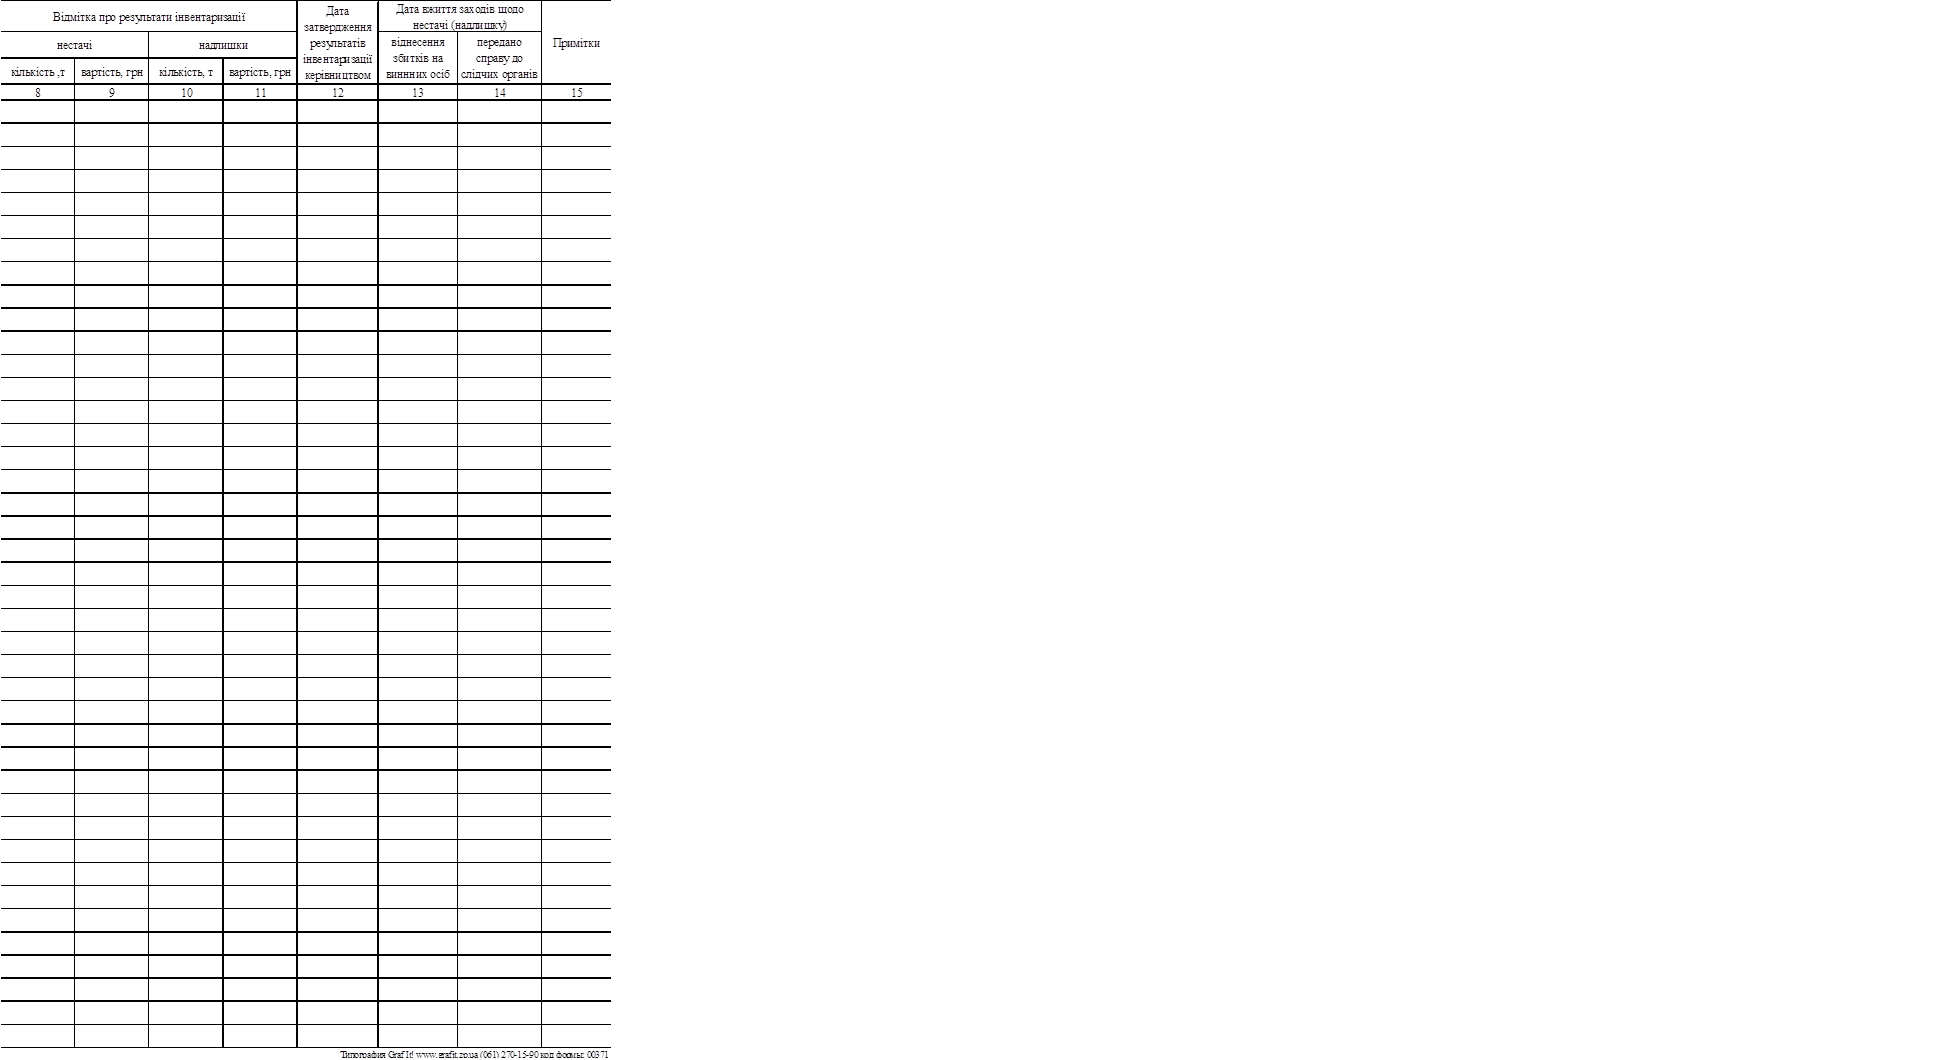 Відмітка про результати інвентаризації
Дата
затвердження
результатів
інвентаризації
керівництвом
Дата вжиття заходів щодо
нестачі (надлишку)
Примітки
нестачі
надлишки
віднесення
збитків на
виннних осіб
передано
справу до
слідчих органів
кількість ,т
вартість, грн
кількість, т
вартість, грн
8 9 10 11 12 13 14 15
Типография Graf It! www.grafit.zp.ua (061) 270-15-90 код формы: 00371